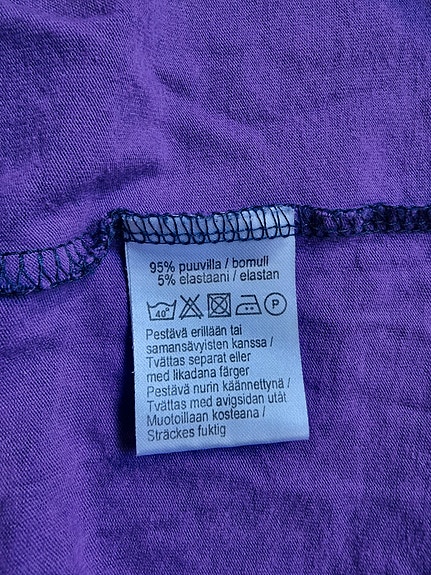 95% puuvilla / bomull
5% elastaani / elastan
40° P
Pestävä erillään tai
samansävyisten kanssa /
Tvättas separat eller
med likadana färger
Pestävä nurin käännettynä /
Tvättas med avigsidan utåt
Muotoillaan kosteana /
Sträckes fuktig